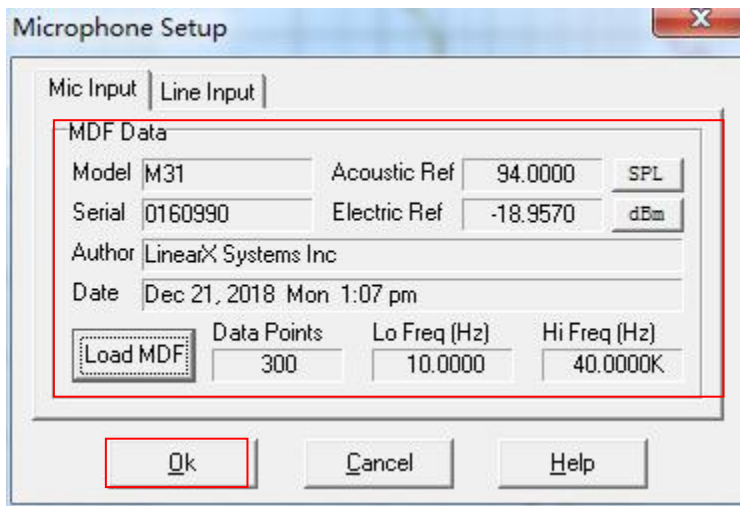 Microphone Setup
X
Mic Input Line Input
MDF Data
Model M31 Acoustic Ref 94.0000 SPL
Serial 0160990 Electric Ref -18.9570 dBm
Author LinearX Systems Inc
Date Dec 21, 2018 Mon 1:07 pm
Load MDF Data Points Lo Freq (Hz) Hi Freq (Hz)
300 10.0000 40.0000K
Ok Cancel Help